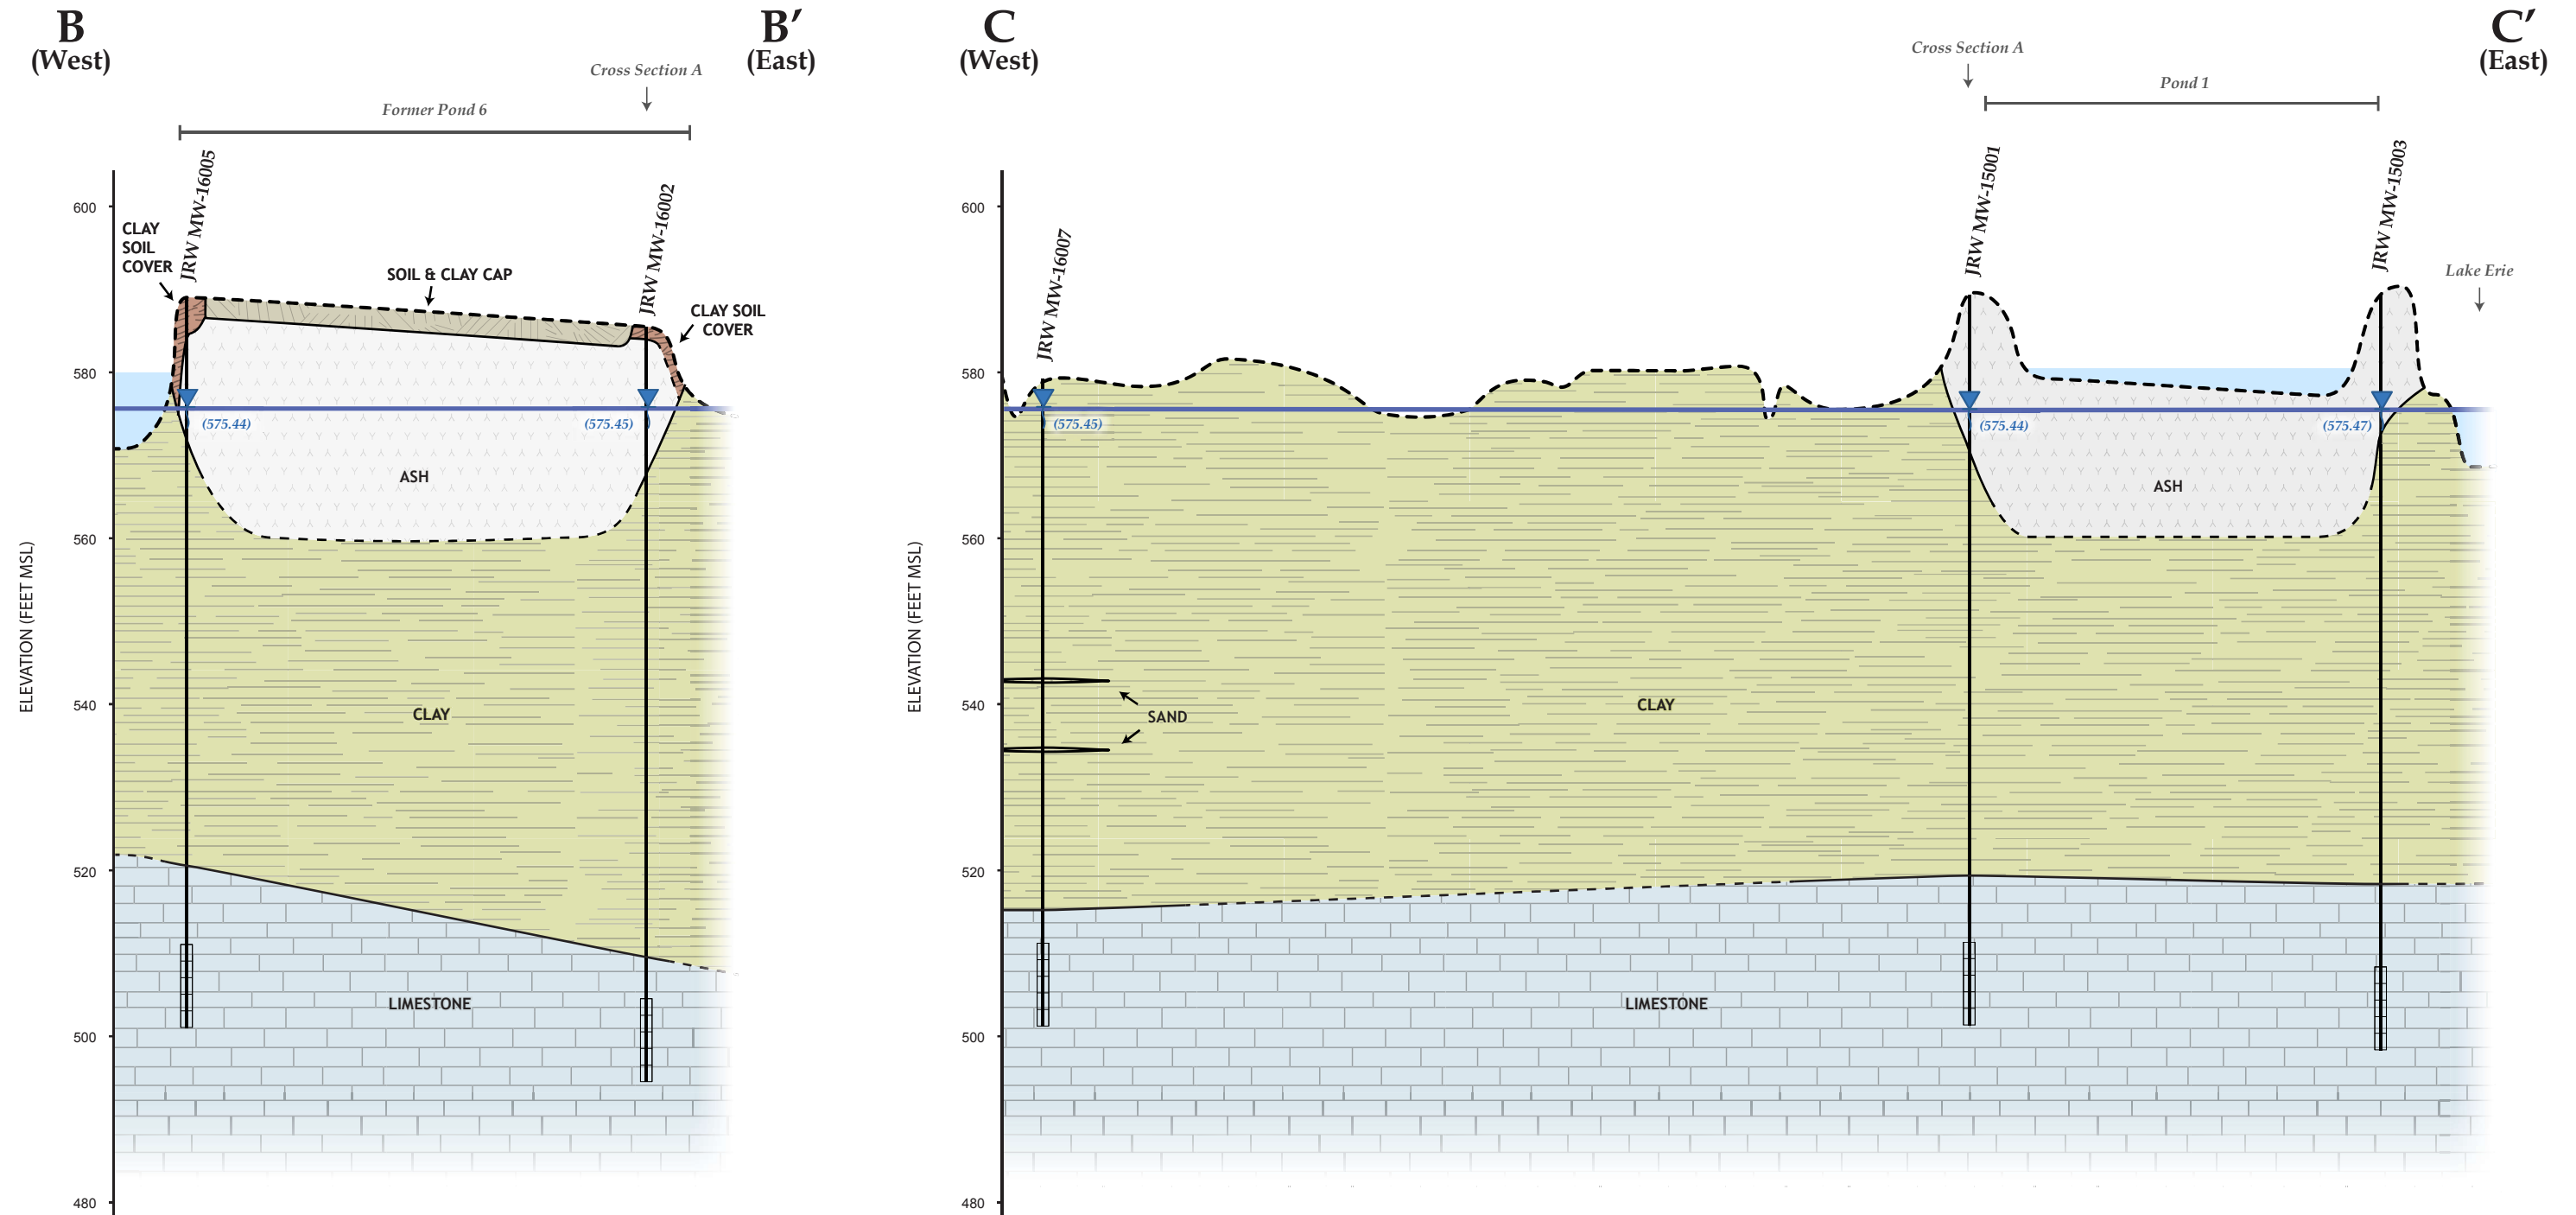 B
(West)
B′
(East)
Cross Section A
Former Pond 6
JRW MW-16005
JRW MW-16002
CLAY
SOIL
COVER
SOIL & CLAY CAP
CLAY SOIL
COVER
600
580
560
540
520
500
480
ELEVATION (FEET MSL)
(575.44)
(575.45)
ASH
CLAY
LIMESTONE
C
(West)
C′
(East)
Cross Section A
Pond 1
JRW MW-16007
JRW MW-15001
JRW MW-15003
Lake Erie
600
580
560
540
520
500
480
ELEVATION (FEET MSL)
(575.45)
(575.44)
(575.47)
ASH
SAND
CLAY
LIMESTONE